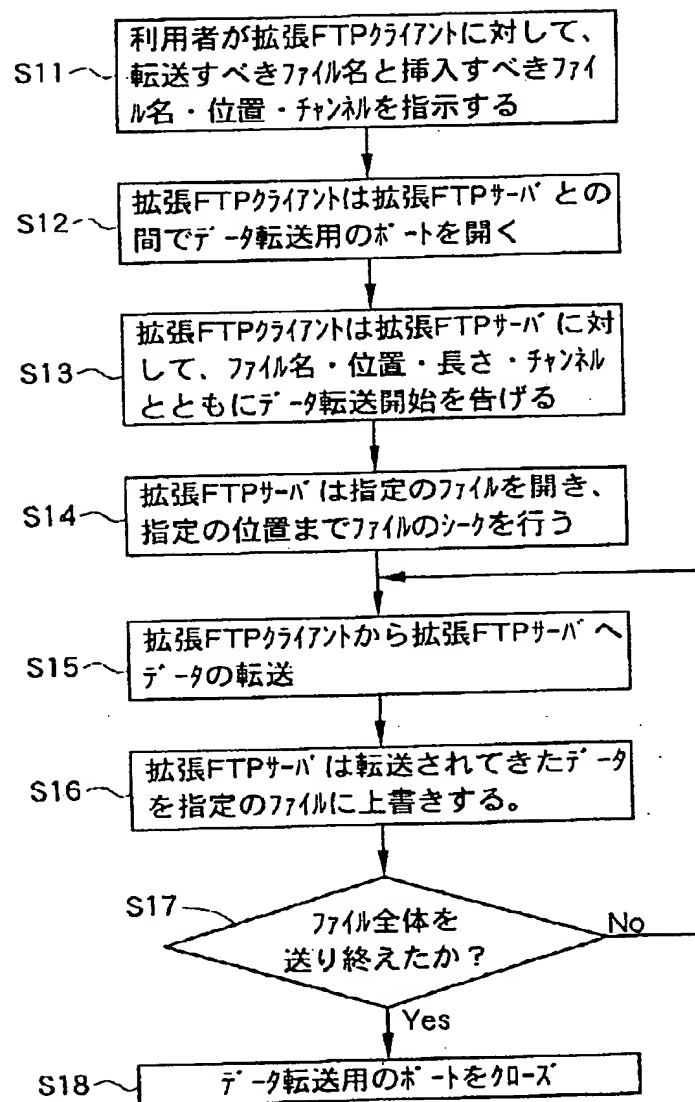 S11
利用者が拡張FTPｸﾗｲｱﾝﾄに対して、
転送すべきﾌｧｲﾙ名と挿入すべきﾌｧｲ
ﾙ名・位置・ﾁｬﾝﾈﾙを指示する
S12
拡張FTPｸﾗｲｱﾝﾄは拡張FTPｻｰﾊﾞとの
間でﾃﾞｰﾀ転送用のﾎﾟｰﾄを開く
S13
拡張FTPｸﾗｲｱﾝﾄは拡張FTPｻｰﾊﾞに対
して、ﾌｧｲﾙ名・位置・長さ・ﾁｬﾝﾈﾙ
とともにﾃﾞｰﾀ転送開始を告げる
S14
拡張FTPｻｰﾊﾞは指定のﾌｧｲﾙを開き、
指定の位置までﾌｧｲﾙのｼｰｸを行う
S15
拡張FTPｸﾗｲｱﾝﾄから拡張FTPｻｰﾊﾞへ
ﾃﾞｰﾀの転送
S16
拡張FTPｻｰﾊﾞは転送されてきたﾃﾞｰﾀ
を指定のﾌｧｲﾙに上書きする。
S17
ﾌｧｲﾙ全体を
送り終えたか？
No
Yes
S18
ﾃﾞｰﾀ転送用のﾎﾟｰﾄをｸﾛｰｽﾞ